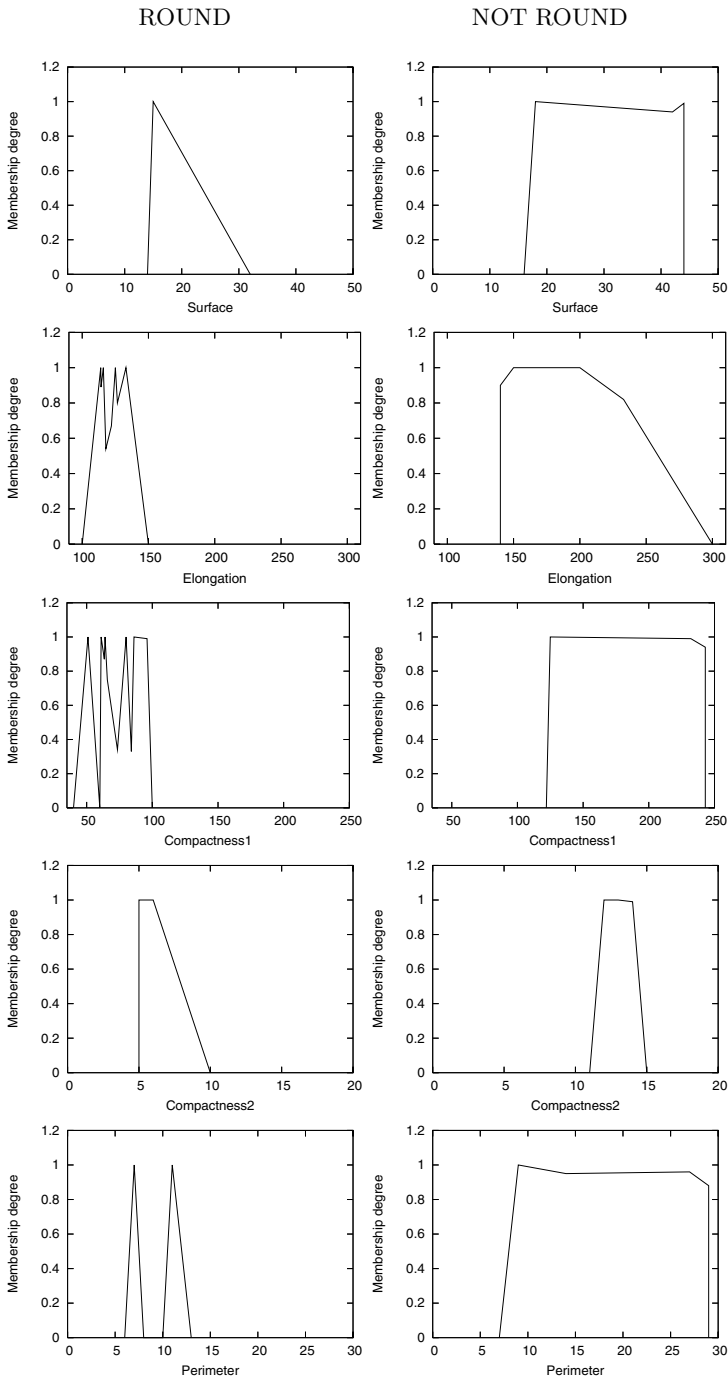 ROUND NOT ROUND
1.2 1.2
1 1
0.8 0.8
0.6 0.6
0.4 0.4
0.2 0.2
0 0
Membership degree Membership degree
0 10 20 30 40 50 0 10 20 30 40 50
Surface Surface
1.2 1.2
1 1
0.8 0.8
0.6 0.6
0.4 0.4
0.2 0.2
0 0
Membership degree Membership degree
100 150 200 250 300 100 150 200 250 300
Elongation Elongation
1.2 1.2
1 1
0.8 0.8
0.6 0.6
0.4 0.4
0.2 0.2
0 0
Membership degree Membership degree
50 100 150 200 250 50 100 150 200 250
Compactness1 Compactness1
1.2 1.2
1 1
0.8 0.8
0.6 0.6
0.4 0.4
0.2 0.2
0 0
Membership degree Membership degree
0 5 10 15 20 0 5 10 15 20
Compactness2 Compactness2
1.2 1.2
1 1
0.8 0.8
0.6 0.6
0.4 0.4
0.2 0.2
0 0
Membership degree Membership degree
0 5 10 15 20 25 30 0 5 10 15 20 25 30
Perimeter Perimeter